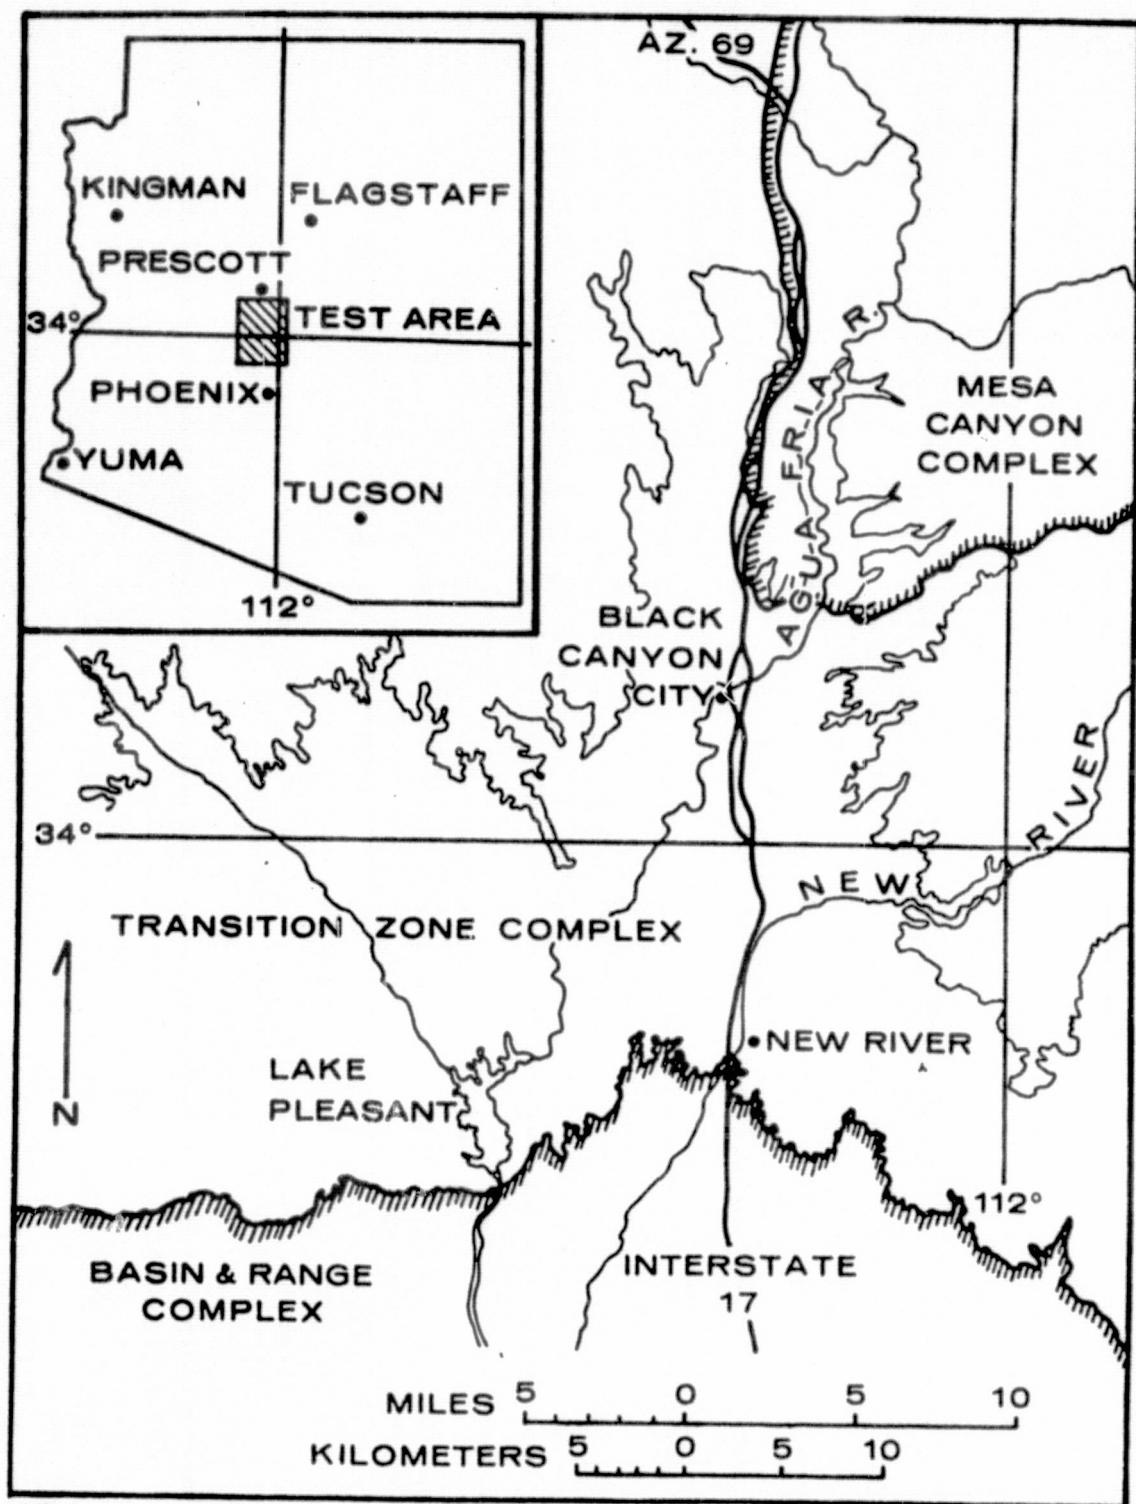 AZ. 69
KINGMAN
FLAGSTAFF
PRESCOTT
34°
TEST AREA
PHOENIX
YUMA
TUCSON
112°
AGUA FRIA R.
MESA
CANYON
COMPLEX
BLACK
CANYON
CITY
34°
NEW RIVER
TRANSITION ZONE COMPLEX
N
NEW RIVER
LAKE
PLEASANT
112°
BASIN & RANGE
COMPLEX
INTERSTATE
17
MILES 5 0 5 10
KILOMETERS 5 0 5 10